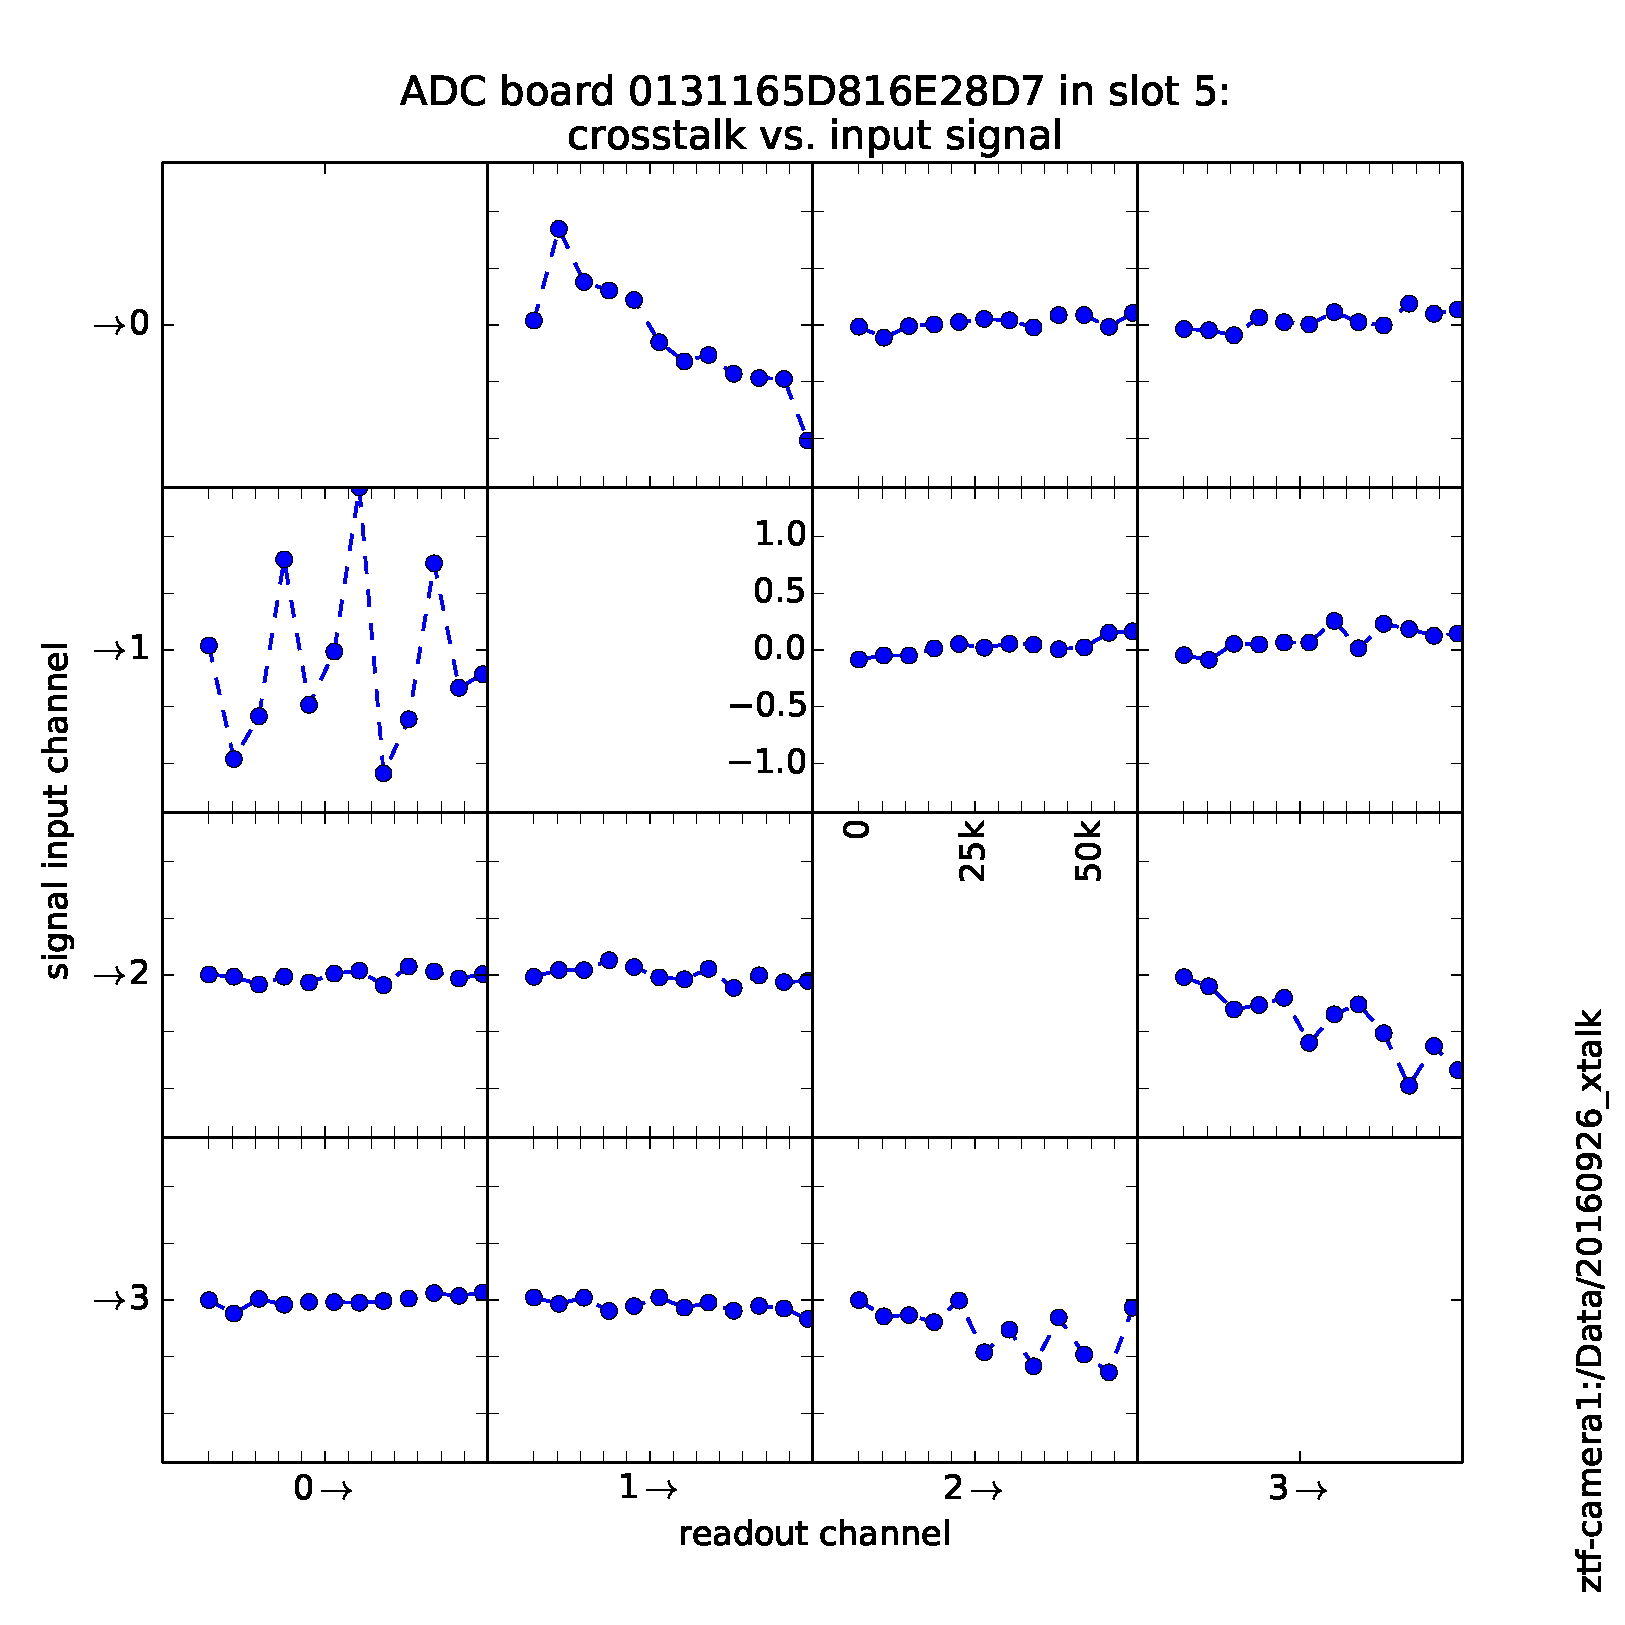 ADC board 0131165D816E28D7 in slot 5:
crosstalk vs. input signal
→0
→1
→2
→3
signal input channel
1.0
0.5
0.0
−0.5
−1.0
0
25k
50k
0→
1→
2→
3→
readout channel
ztf-camera1:/Data/20160926_xtalk